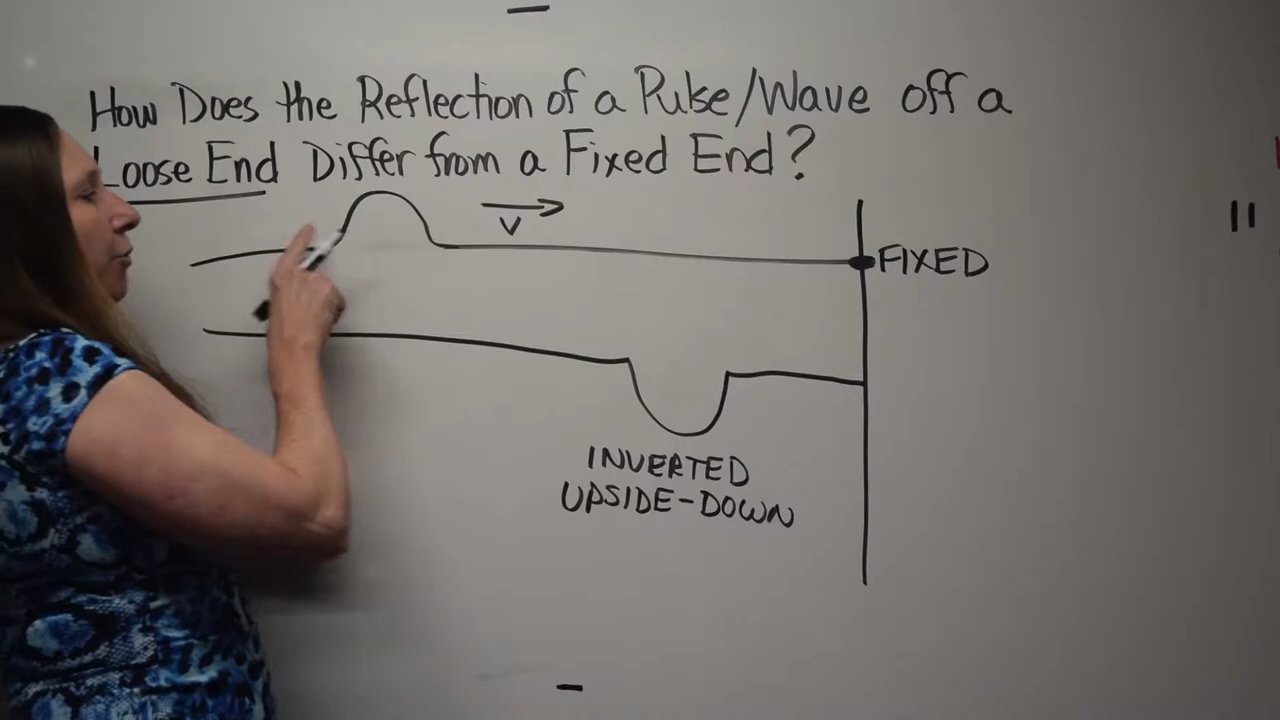 How Does the Reflection of a Pulse/Wave off a
Loose End Differ from a Fixed End?
V
FIXED
INVERTED
UPSIDE-DOWN